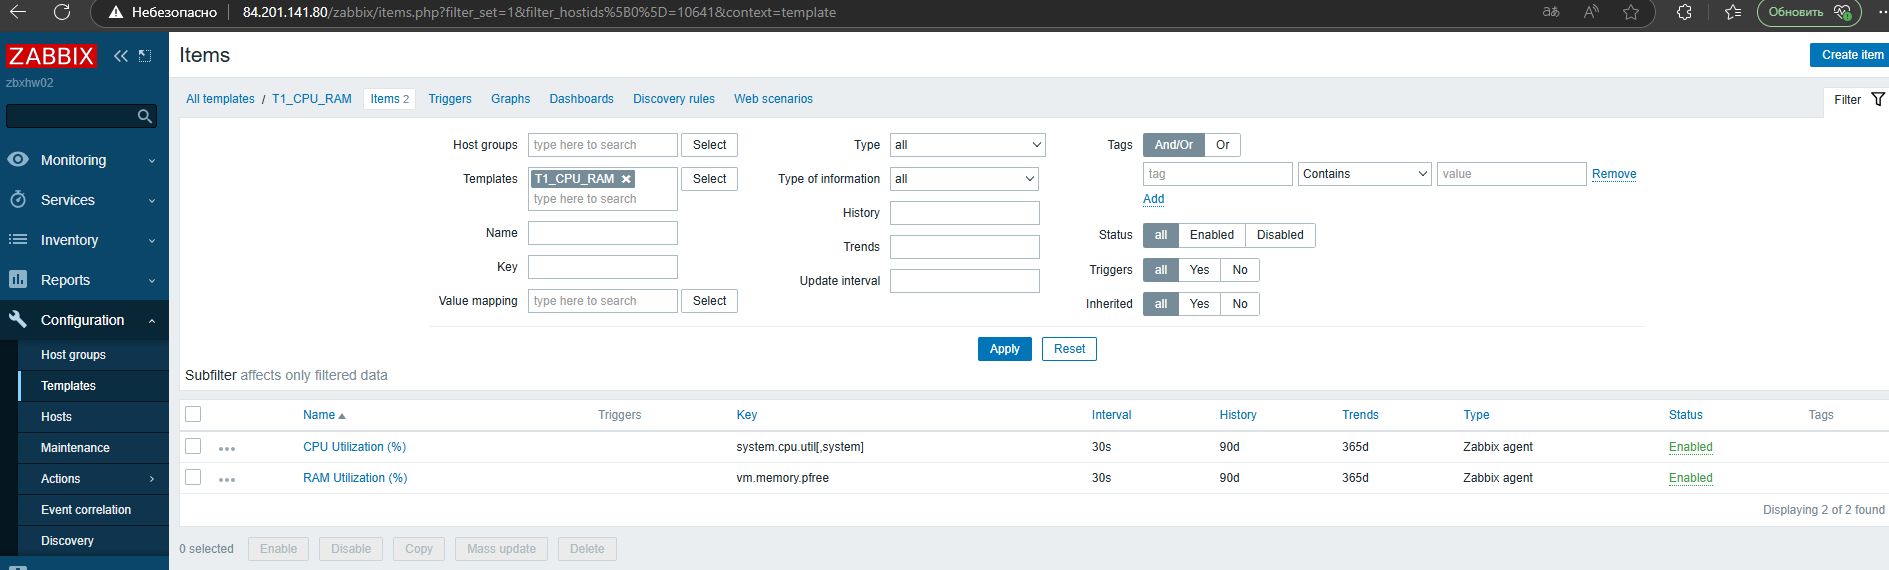 Небезопасно 84.201.141.80/zabbix/items.php?filter_set=1&filter_hostids%5B0%5D=10641&context=template
Обновить
ZABBIX
zbxhw02
Monitoring
Services
Inventory
Reports
Configuration
Host groups
Templates
Hosts
Maintenance
Actions
Event correlation
Discovery
Items
Create item
All templates / T1_CPU_RAM Items 2 Triggers Graphs Dashboards Discovery rules Web scenarios
Filter
Host groups type here to search Select
Templates T1_CPU_RAM Select
type here to search
Name
Key
Value mapping type here to search Select
Type all
Type of information all
History
Trends
Update interval
Tags And/Or Or
tag Contains value Remove
Add
Status all Enabled Disabled
Triggers all Yes No
Inherited all Yes No
Apply Reset
Subfilter affects only filtered data
Name Triggers Key Interval History Trends Type Status Tags
CPU Utilization (%) system.cpu.util[,system] 30s 90d 365d Zabbix agent Enabled
RAM Utilization (%) vm.memory.pfree 30s 90d 365d Zabbix agent Enabled
Displaying 2 of 2 found
0 selected Enable Disable Copy Mass update Delete